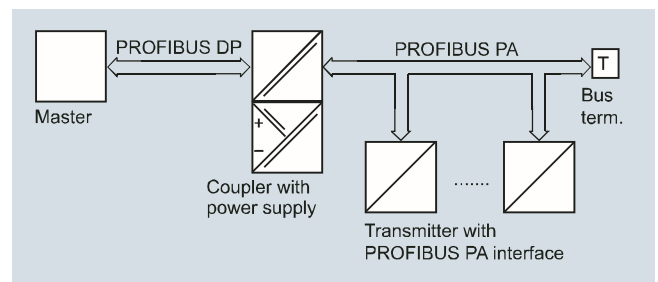 PROFIBUS DP
PROFIBUS PA
T
Master
Bus
term.
+
–
Coupler with
power supply
.......
Transmitter with
PROFIBUS PA interface